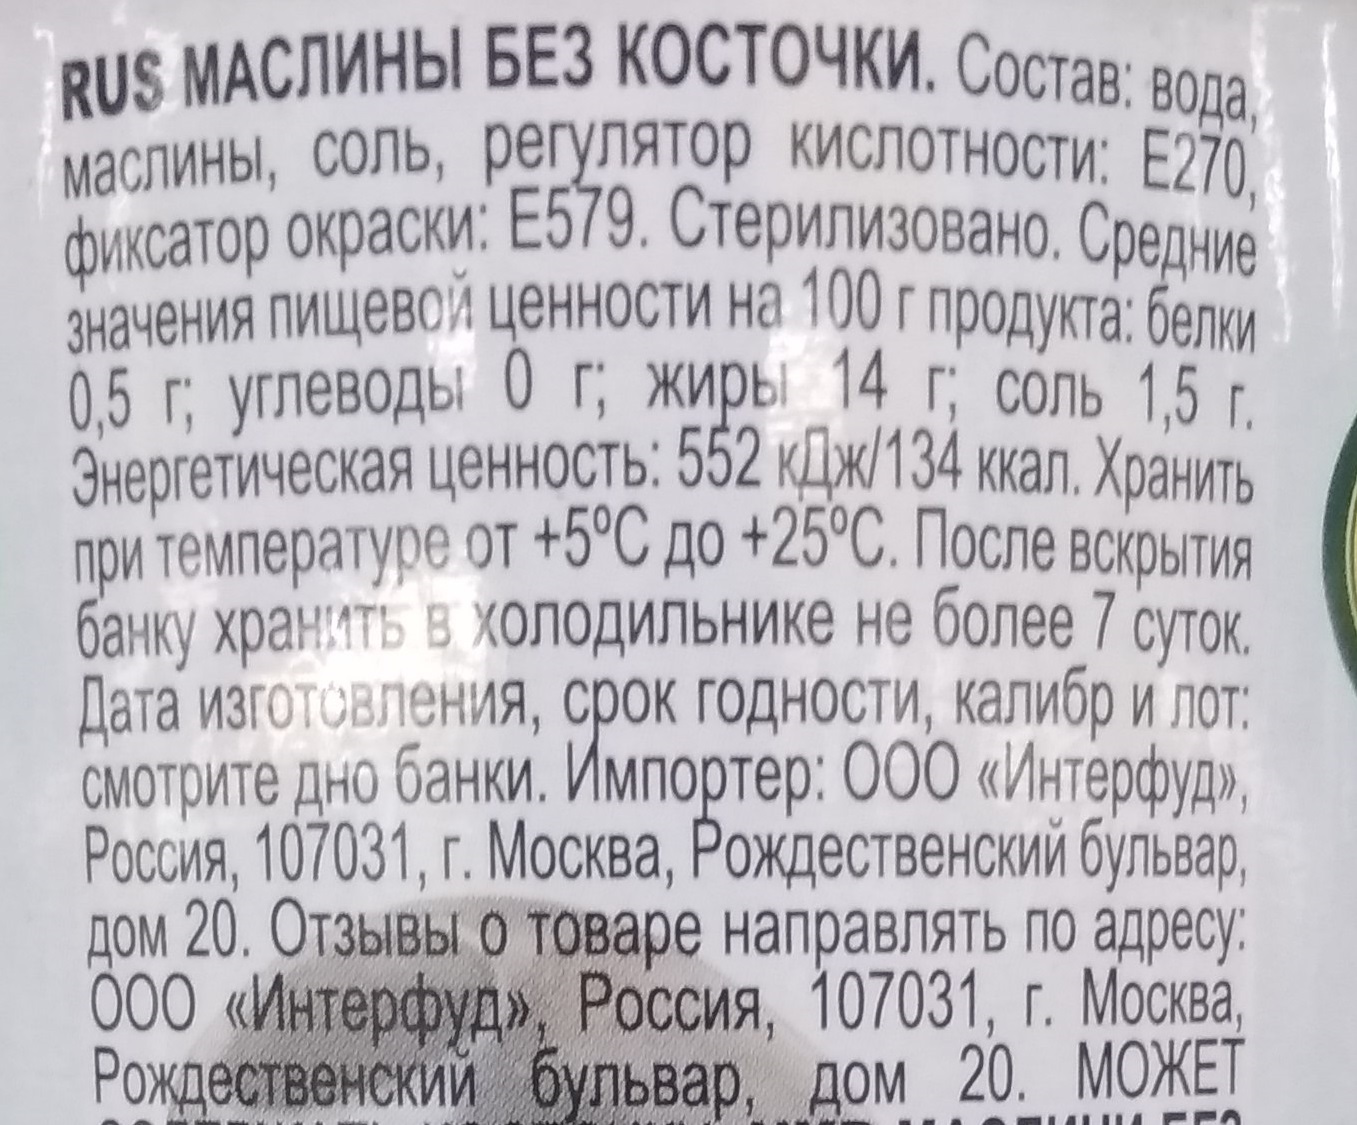 RUS МАСЛИНЫ БЕЗ КОСТОЧКИ. Состав: вода,
маслины, соль, регулятор кислотности: Е270,
фиксатор окраски: Е579. Стерилизовано. Средние
значения пищевой ценности на 100 г продукта: белки
0,5 г; углеводы 0 г; жиры 14 г; соль 1,5 г.
Энергетическая ценность: 552 кДж/134 ккал. Хранить
при температуре от +5ºС до +25ºС. После вскрытия
банку хранить в холодильнике не более 7 суток.
Дата изготовления, срок годности, калибр и лот:
смотрите дно банки. Импортер: ООО «Интерфуд»,
Россия, 107031, г. Москва, Рождественский бульвар,
дом 20. Отзывы о товаре направлять по адресу:
ООО «Интерфуд», Россия, 107031, г. Москва,
Рождественский бульвар, дом 20. МОЖЕТ